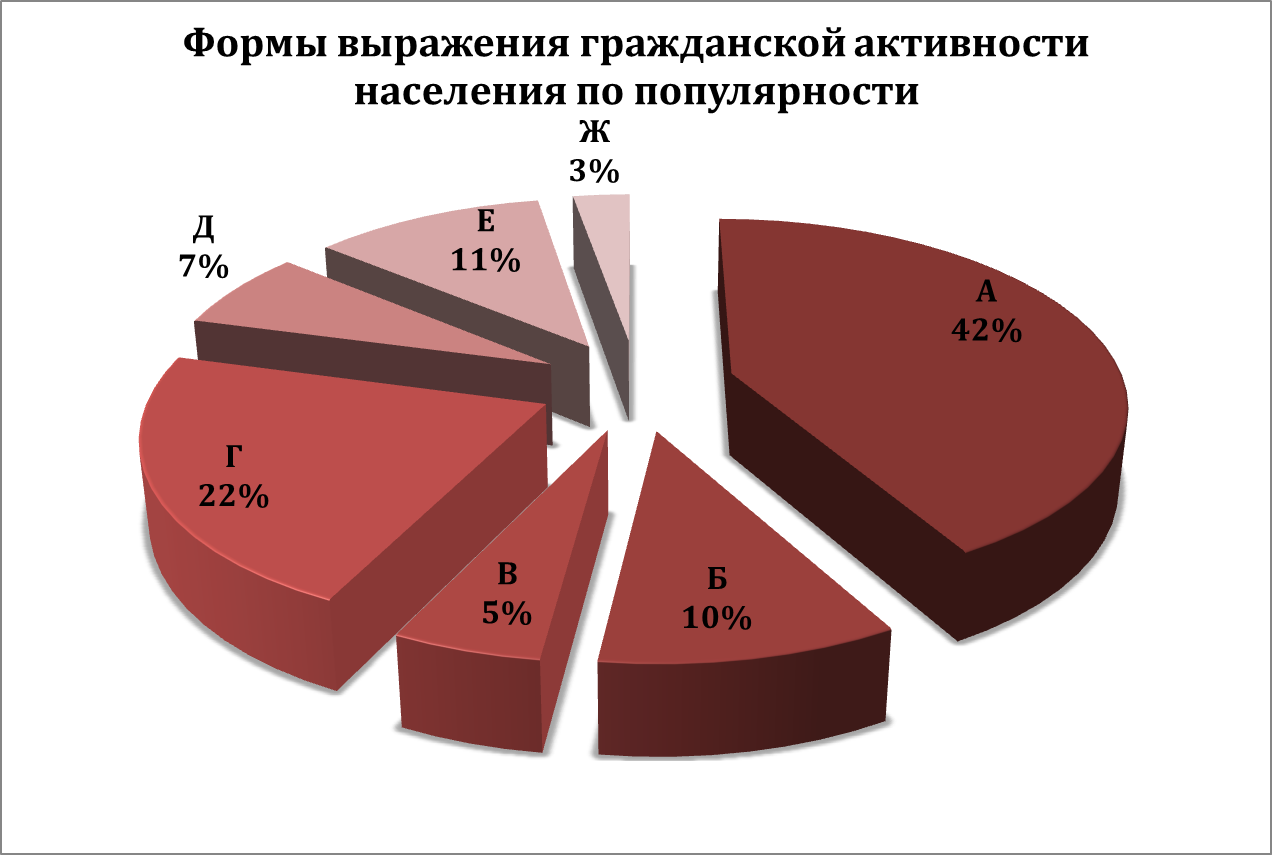 Формы выражения гражданской активности
населения по популярности
Ж
3%
А
42%
Б
10%
В
5%
Г
22%
Д
7%
Е
11%